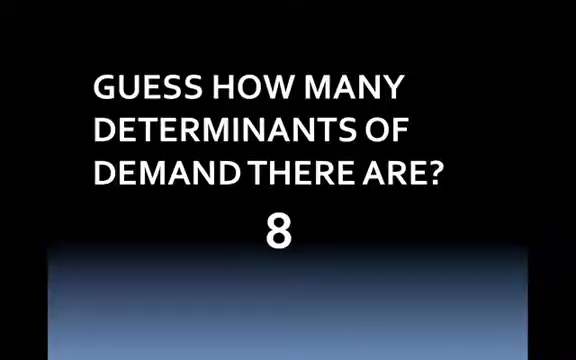 GUESS HOW MANY
DETERMINANTS OF
DEMAND THERE ARE?
8